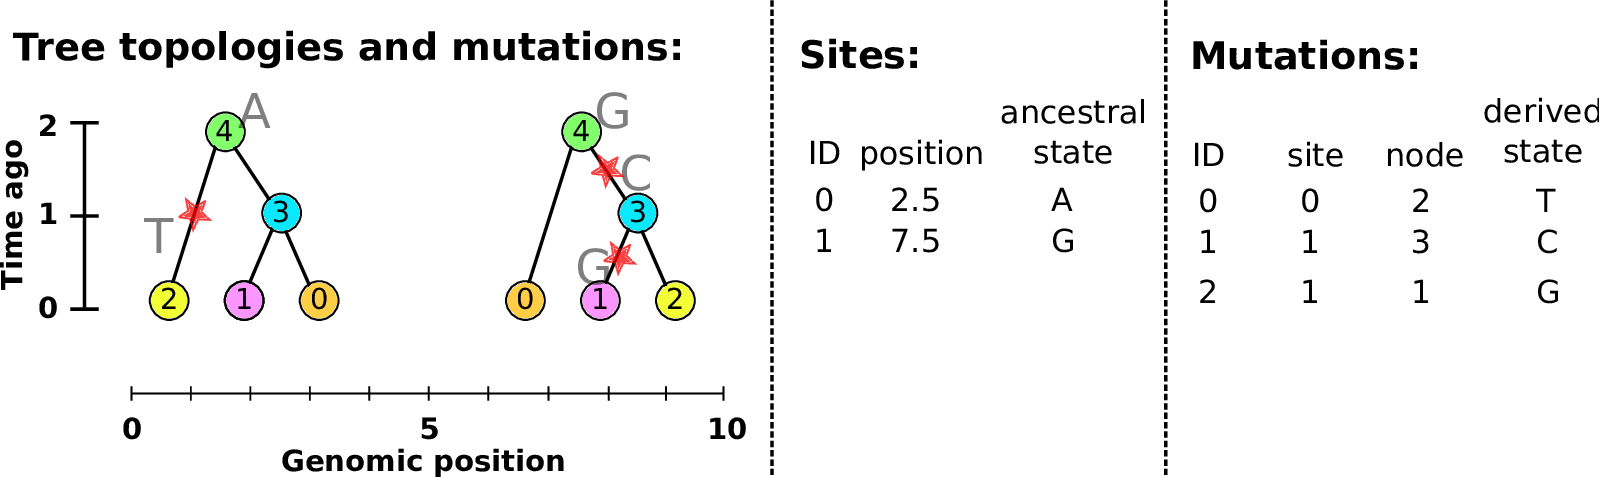 Tree topologies and mutations:
A
G
2
4
4
C
Time ago
1
3
3
T
G
0
2
1
0
0
1
2
0
5
10
Genomic position
Sites:
ancestral
ID position state
0 2.5 A
1 7.5 G
Mutations:
derived
ID site node state
0 0 2 T
1 1 3 C
2 1 1 G